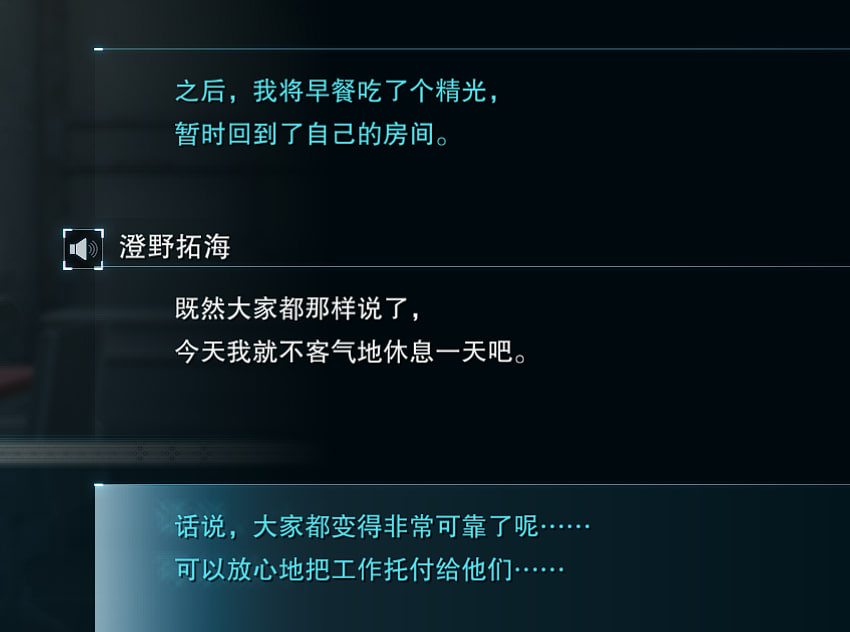 之后，我将早餐吃了个精光，
暂时回到了自己的房间。
澄野拓海
既然大家都那样说了，
今天我就不客气地休息一天吧。
话说，大家都变得非常可靠了呢……
可以放心地把工作托付给他们……